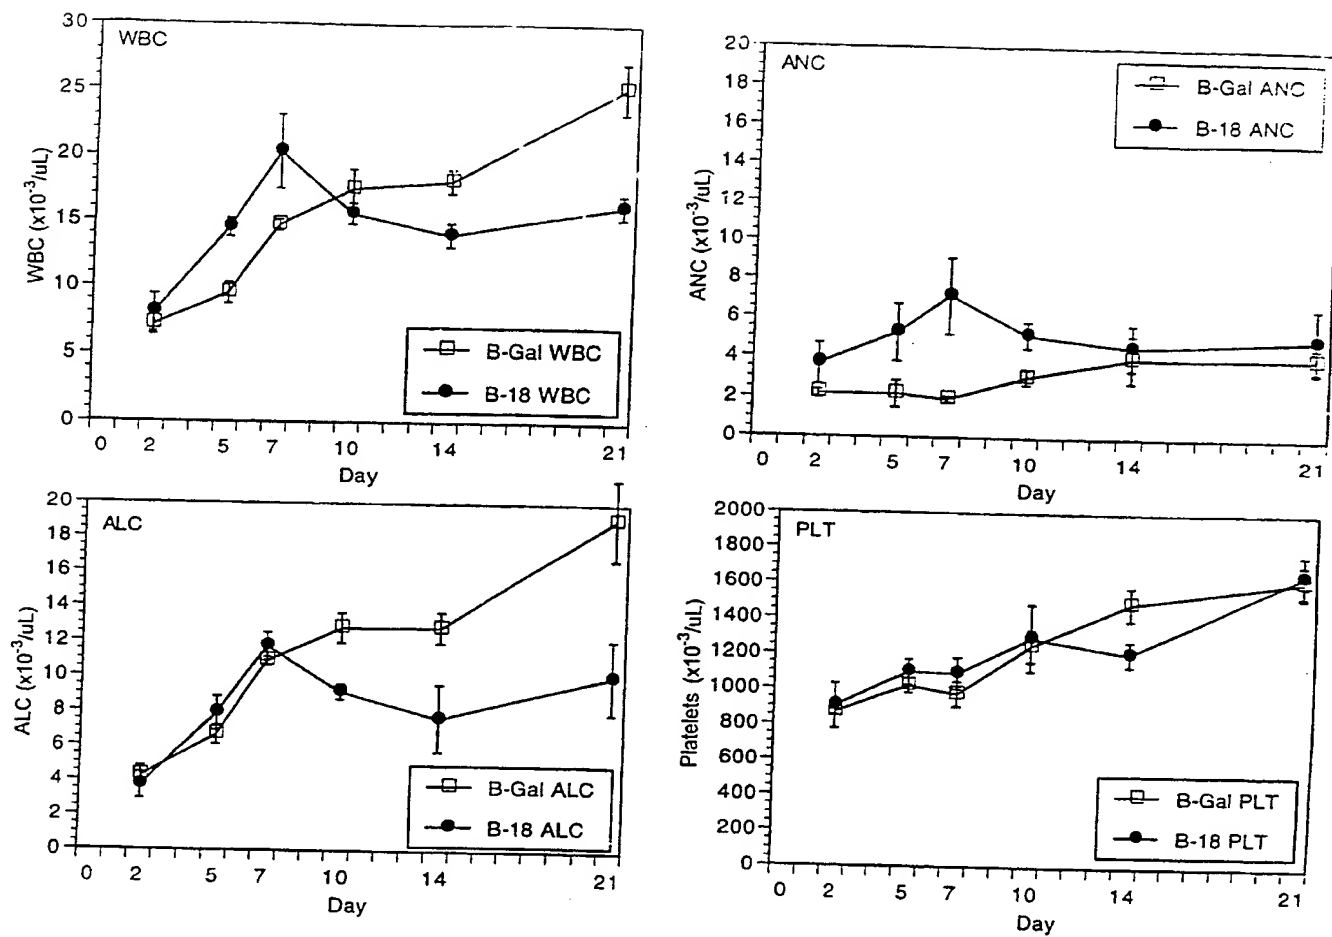 WBC
30
25
20
15
10
5
0
WBC (x10⁻³/uL)
B-Gal WBC
B-18 WBC
0 2 5 7 10 14 21
Day
ANC
20
18
16
14
12
10
8
6
4
2
0
ANC (x10⁻³/uL)
B-Gal ANC
B-18 ANC
0 2 5 7 10 14 21
Day
ALC
20
18
16
14
12
10
8
6
4
2
0
ALC (x10⁻³/uL)
B-Gal ALC
B-18 ALC
0 2 5 7 10 14 21
Day
PLT
2000
1800
1600
1400
1200
1000
800
600
400
200
0
Platelets (x10⁻³/uL)
B-Gal PLT
B-18 PLT
0 2 5 7 10 14 21
Day